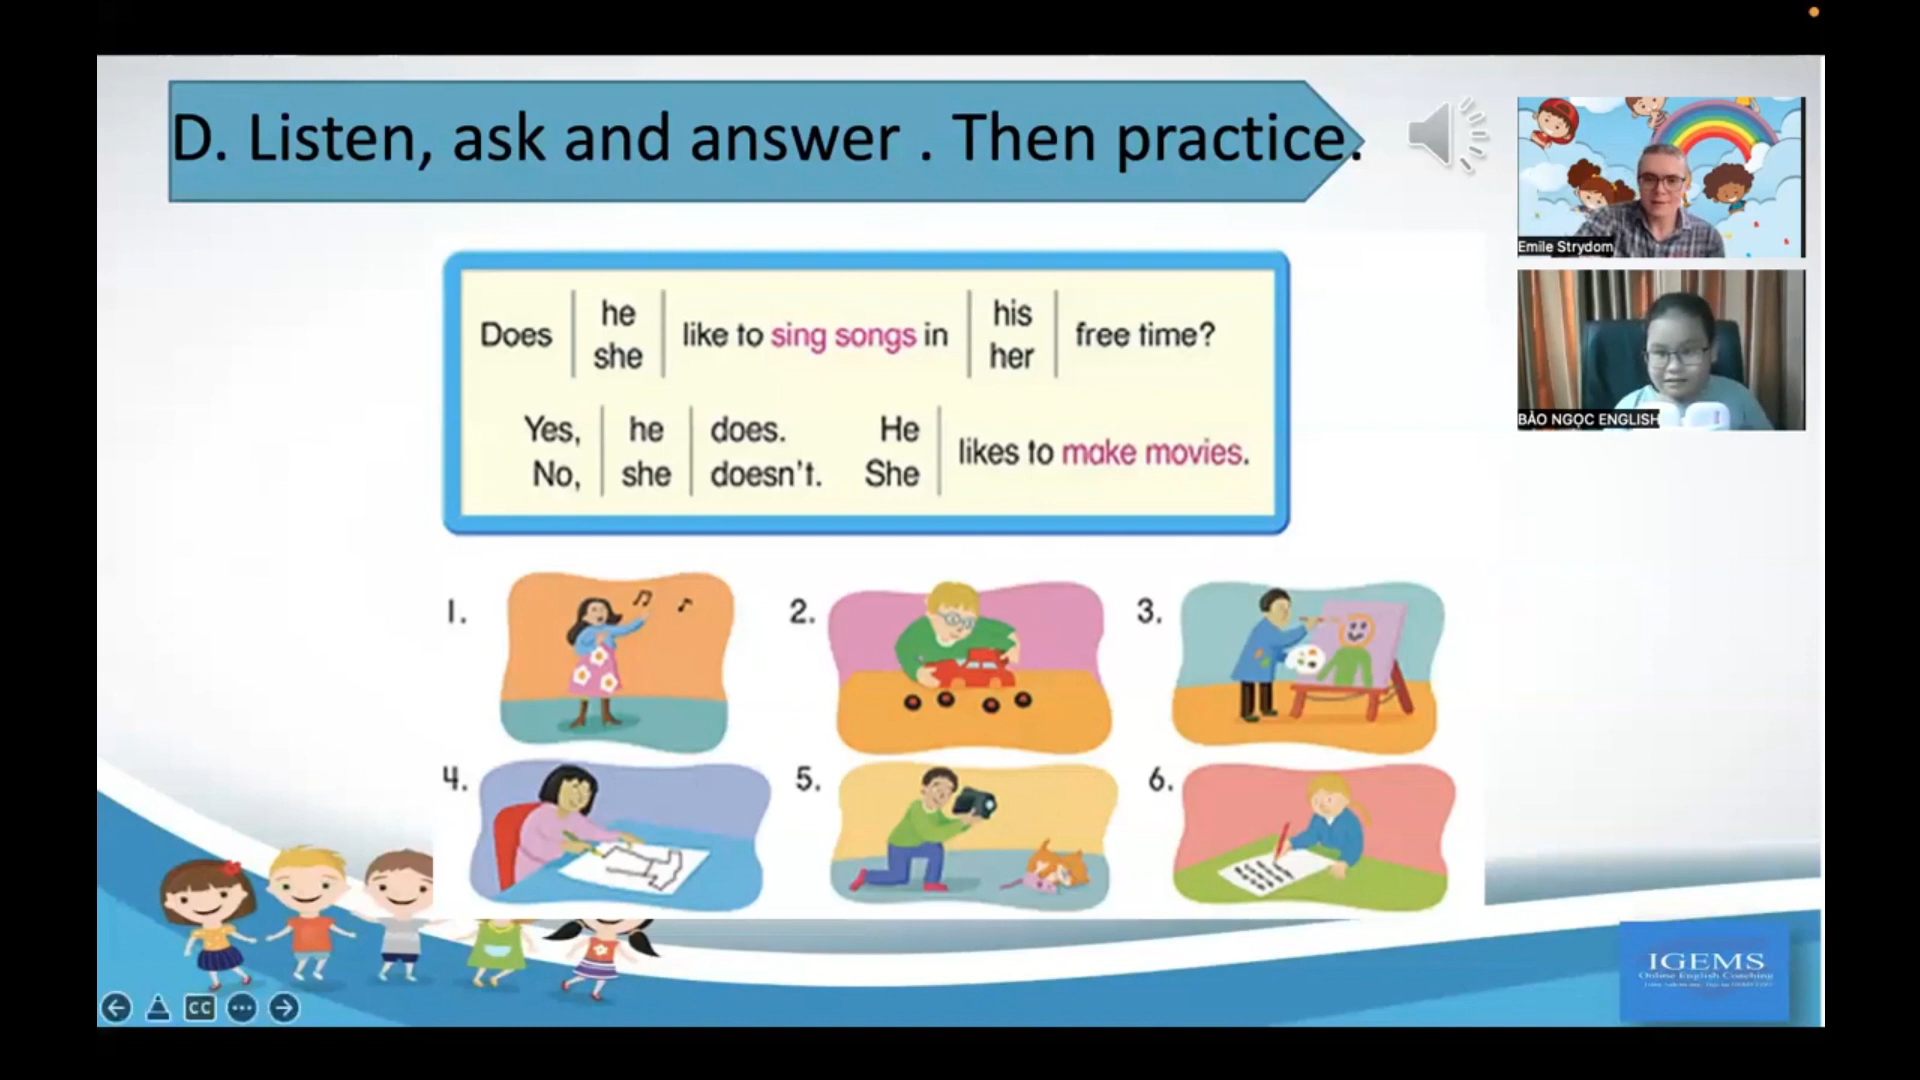 D. Listen, ask and answer . Then practice.
Emile Strydom
BẢO NGỌC ENGLISH
Does he she like to sing songs in his her free time?
Yes, he does. He
No, she doesn't. She
likes to make movies.
1. 2. 3.
4. 5. 6.
CC
IGEMS
Online English Coaching